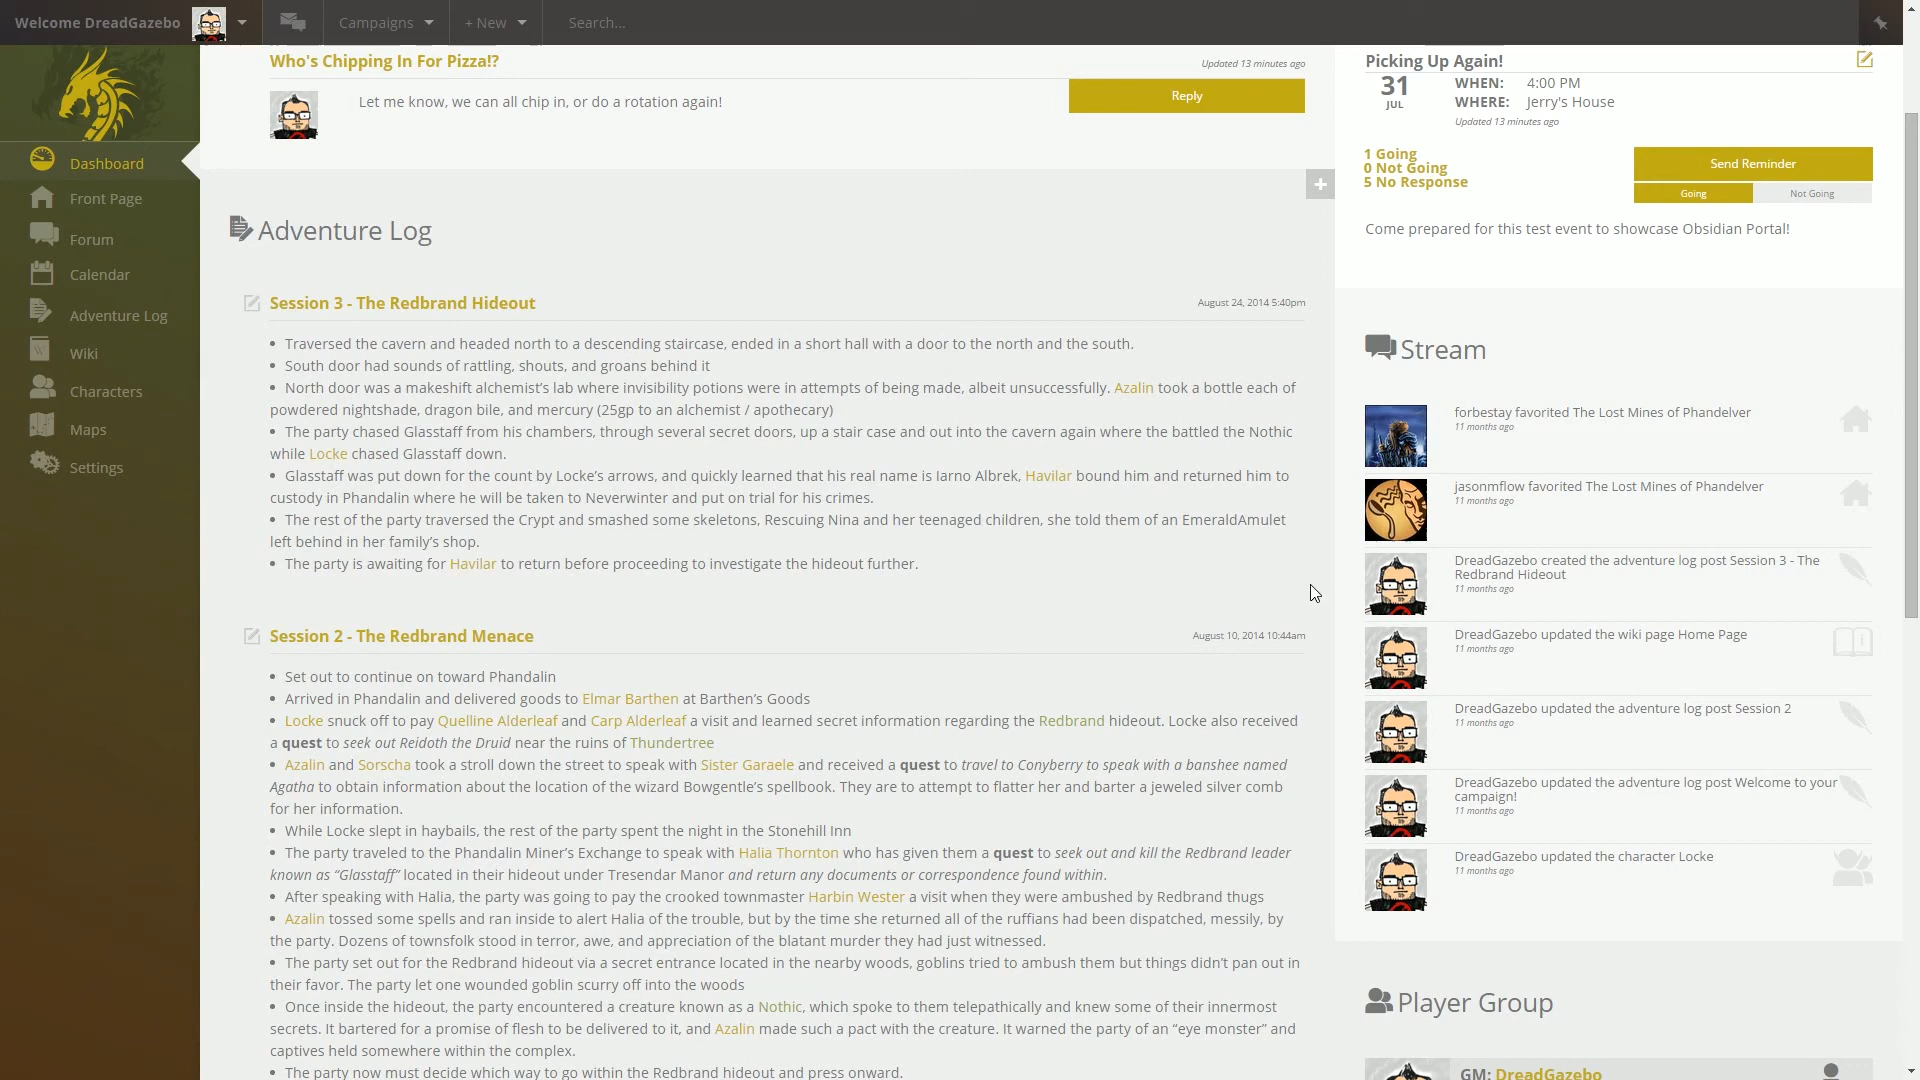 Welcome DreadGazebo
Campaigns
+ New
Search...
Dashboard
Front Page
Forum
Calendar
Adventure Log
Wiki
Characters
Maps
Settings
Who's Chipping In For Pizza!?
Updated 13 minutes ago
Let me know, we can all chip in, or do a rotation again!
Reply
Adventure Log
Session 3 - The Redbrand Hideout
August 24, 2014 5:40pm
• Traversed the cavern and headed north to a descending staircase, ended in a short hall with a door to the north and the south.
• South door had sounds of rattling, shouts, and groans behind it
• North door was a makeshift alchemist's lab where invisibility potions were in attempts of being made, albeit unsuccessfully. Azalin took a bottle each of
powdered nightshade, dragon bile, and mercury (25gp to an alchemist / apothecary)
• The party chased Glasstaff from his chambers, through several secret doors, up a stair case and out into the cavern again where the battled the Nothic
while Locke chased Glasstaff down.
• Glasstaff was put down for the count by Locke's arrows, and quickly learned that his real name is Iarno Albrek, Havilar bound him and returned him to
custody in Phandalin where he will be taken to Neverwinter and put on trial for his crimes.
• The rest of the party traversed the Crypt and smashed some skeletons, Rescuing Nina and her teenaged children, she told them of an EmeraldAmulet
left behind in her family's shop.
• The party is awaiting for Havilar to return before proceeding to investigate the hideout further.
Session 2 - The Redbrand Menace
August 10, 2014 10:44am
• Set out to continue on toward Phandalin
• Arrived in Phandalin and delivered goods to Elmar Barthen at Barthen's Goods
• Locke snuck off to pay Quelline Alderleaf and Carp Alderleaf a visit and learned secret information regarding the Redbrand hideout. Locke also received
a quest to seek out Reidoth the Druid near the ruins of Thundertree
• Azalin and Sorscha took a stroll down the street to speak with Sister Garaele and received a quest to travel to Conyberry to speak with a banshee named
Agatha to obtain information about the location of the wizard Bowgentle's spellbook. They are to attempt to flatter her and barter a jeweled silver comb
for her information.
• While Locke slept in haybails, the rest of the party spent the night in the Stonehill Inn
• The party traveled to the Phandalin Miner's Exchange to speak with Halia Thornton who has given them a quest to seek out and kill the Redbrand leader
known as “Glasstaff” located in their hideout under Tresendar Manor and return any documents or correspondence found within.
• After speaking with Halia, the party was going to pay the crooked townmaster Harbin Wester a visit when they were ambushed by Redbrand thugs
• Azalin tossed some spells and ran inside to alert Halia of the trouble, but by the time she returned all of the ruffians had been dispatched, messily, by
the party. Dozens of townsfolk stood in terror, awe, and appreciation of the blatant murder they had just witnessed.
• The party set out for the Redbrand hideout via a secret entrance located in the nearby woods, goblins tried to ambush them but things didn't pan out in
their favor. The party let one wounded goblin scurry off into the woods
• Once inside the hideout, the party encountered a creature known as a Nothic, which spoke to them telepathically and knew some of their innermost
secrets. It bartered for a promise of flesh to be delivered to it, and Azalin made such a pact with the creature. It warned the party of an “eye monster” and
captives held somewhere within the complex.
• The party now must decide which way to go within the Redbrand hideout and press onward.
Picking Up Again!
31
JUL
WHEN: 4:00 PM
WHERE: Jerry's House
Updated 13 minutes ago
1 Going
0 Not Going
5 No Response
Send Reminder
Going
Not Going
Come prepared for this test event to showcase Obsidian Portal!
Stream
forbestay favorited The Lost Mines of Phandelver
11 months ago
jasonmflow favorited The Lost Mines of Phandelver
11 months ago
DreadGazebo created the adventure log post Session 3 - The
Redbrand Hideout
11 months ago
DreadGazebo updated the wiki page Home Page
11 months ago
DreadGazebo updated the adventure log post Session 2
11 months ago
DreadGazebo updated the adventure log post Welcome to your
campaign!
11 months ago
DreadGazebo updated the character Locke
11 months ago
Player Group
GM: DreadGazebo